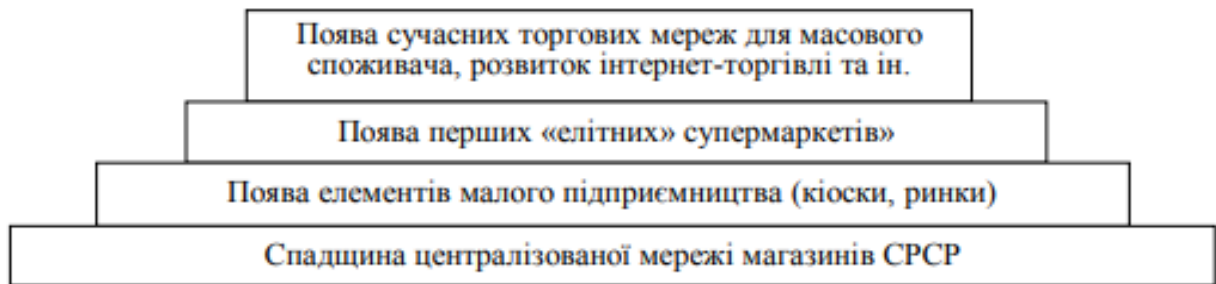 Поява сучасних торгових мереж для масового
споживача, розвиток інтернет-торгівлі та ін.
Поява перших «елітних» супермаркетів»
Поява елементів малого підприємництва (кіоски, ринки)
Спадщина централізованої мережі магазинів СРСР